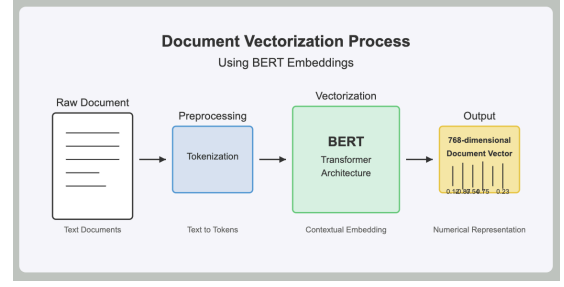 Document Vectorization Process
Using BERT Embeddings
Raw Document
Text Documents
Preprocessing
Tokenization
Text to Tokens
Vectorization
BERT
Transformer
Architecture
Contextual Embedding
Output
768-dimensional
Document Vector
0.23
Numerical Representation